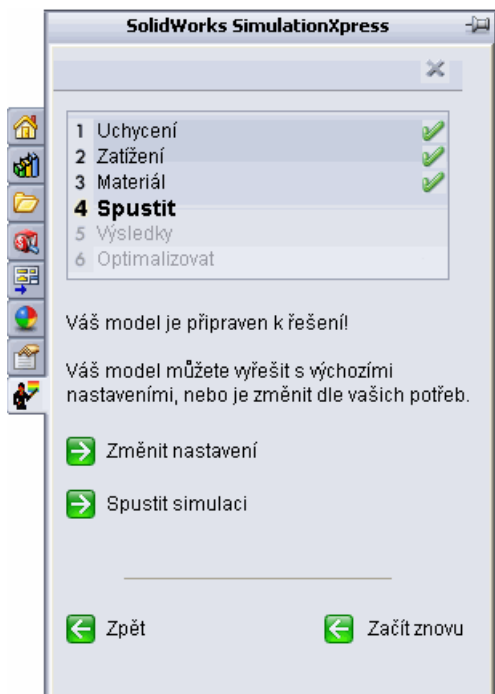 SolidWorks SimulationXpress
1 Uchycení
2 Zatížení
3 Materiál
4 Spustit
5 Výsledky
6 Optimalizovat
Váš model je připraven k řešení!
Váš model můžete vyřešit s výchozími
nastaveními, nebo je změnit dle vašich potřeb.
Změnit nastavení
Spustit simulaci
Zpět
Začít znovu